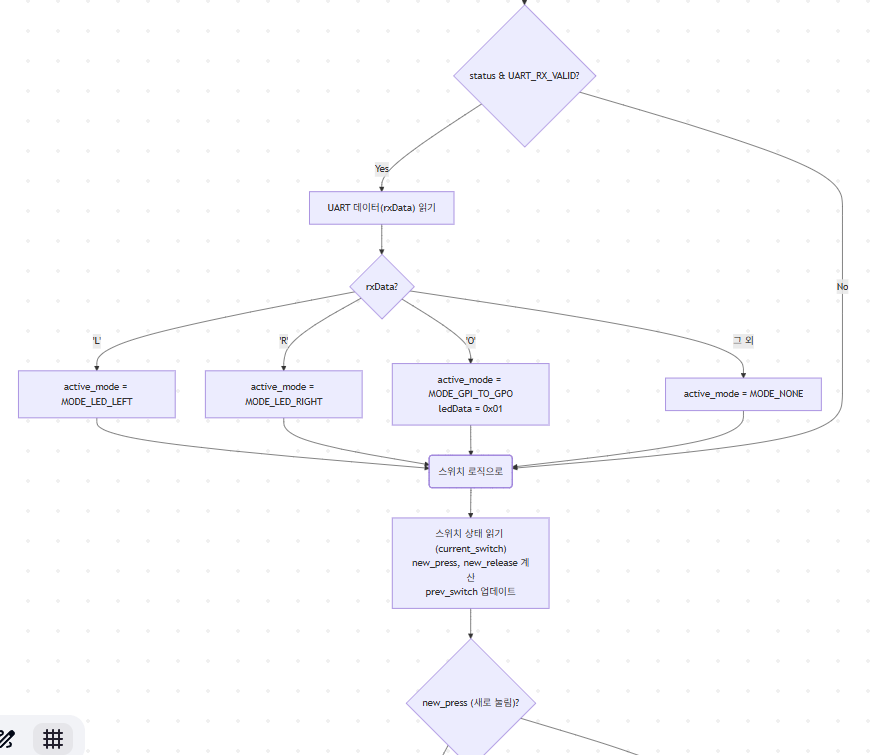 status & UART_RX_VALID?
Yes
UART 데이터(rxData) 읽기
rxData?
No
'L'
'R'
'O'
그 외
active_mode =
MODE_LED_LEFT
active_mode =
MODE_LED_RIGHT
active_mode =
MODE_GPI_TO_GPO
ledData = 0x01
active_mode = MODE_NONE
스위치 로직으로
스위치 상태 읽기
(current_switch)
new_press, new_release 계
산
prev_switch 업데이트
new_press (새로 눌림)?